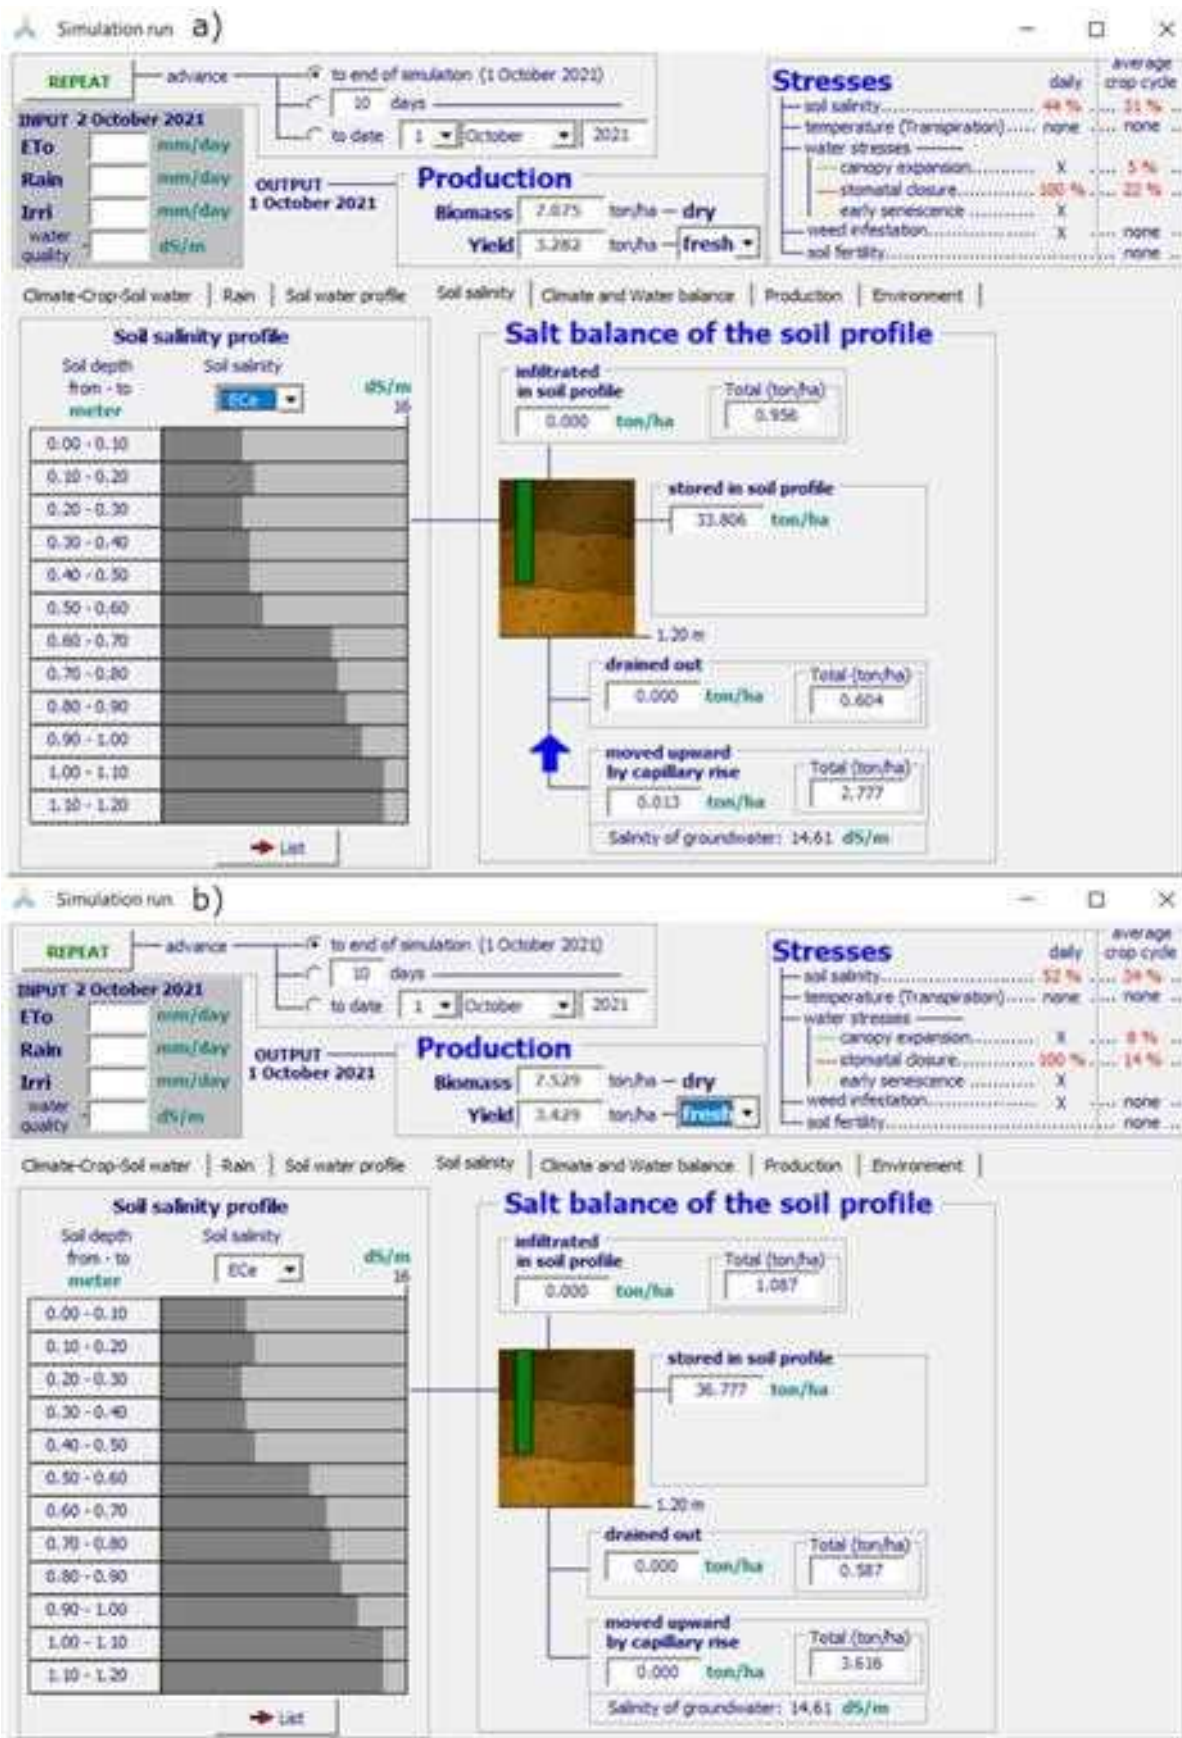 Simulation run a)
REPEAT
advance
to end of simulation (1 October 2021)
10 days
to date 1 October 2021
INPUT 2 October 2021
ETo mm/day
Rain mm/day
Irri mm/day
water quality dS/m
OUTPUT
1 October 2021
Production
Biomass 7.075 ton/ha dry
Yield 3.282 ton/ha fresh
Stresses daily average crop cycle
soil salinity 44 % 31 %
temperature (Transpiration) none none
water stresses
canopy expansion X 5 %
stomatal closure 100 % 22 %
early senescence X
weed infestation X none
soil fertility none
Climate-Crop-Soil water Rain Soil water profile Soil salinity Climate and Water balance Production Environment
Soil salinity profile
Soil depth Soil salinity
from - to
meter
ECe
dS/m
16
0.00 - 0.10
0.10 - 0.20
0.20 - 0.30
0.30 - 0.40
0.40 - 0.50
0.50 - 0.60
0.60 - 0.70
0.70 - 0.80
0.80 - 0.90
0.90 - 1.00
1.00 - 1.10
1.10 - 1.20
List
Salt balance of the soil profile
infiltrated
in soil profile
0.000 ton/ha
Total (ton/ha)
0.956
stored in soil profile
33.806 ton/ha
1.20 m
drained out
0.000 ton/ha
Total (ton/ha)
0.604
moved upward
by capillary rise
0.013 ton/ha
Total (ton/ha)
2.777
Salinity of groundwater: 14.61 dS/m
Simulation run b)
REPEAT
advance
to end of simulation (1 October 2021)
10 days
to date 1 October 2021
INPUT 2 October 2021
ETo mm/day
Rain mm/day
Irri mm/day
water quality dS/m
OUTPUT
1 October 2021
Production
Biomass 7.529 ton/ha dry
Yield 3.429 ton/ha fresh
Stresses daily average crop cycle
soil salinity 52 % 34 %
temperature (Transpiration) none none
water stresses
canopy expansion X 8 %
stomatal closure 100 % 14 %
early senescence X
weed infestation X none
soil fertility none
Climate-Crop-Soil water Rain Soil water profile Soil salinity Climate and Water balance Production Environment
Soil salinity profile
Soil depth Soil salinity
from - to
meter
ECe
dS/m
16
0.00 - 0.10
0.10 - 0.20
0.20 - 0.30
0.30 - 0.40
0.40 - 0.50
0.50 - 0.60
0.60 - 0.70
0.70 - 0.80
0.80 - 0.90
0.90 - 1.00
1.00 - 1.10
1.10 - 1.20
List
Salt balance of the soil profile
infiltrated
in soil profile
0.000 ton/ha
Total (ton/ha)
1.087
stored in soil profile
36.777 ton/ha
1.20 m
drained out
0.000 ton/ha
Total (ton/ha)
0.587
moved upward
by capillary rise
0.000 ton/ha
Total (ton/ha)
3.616
Salinity of groundwater: 14.61 dS/m